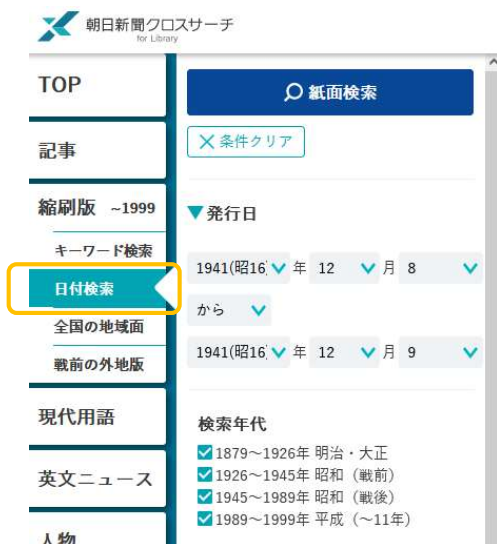 朝日新聞クロスサーチ
for Library
TOP
記事
縮刷版 ~1999
キーワード検索
日付検索
全国の地域面
戦前の外地版
現代用語
英文ニュース
人物
紙面検索
条件クリア
▼発行日
1941(昭16) 年 12 月 8
から
1941(昭16) 年 12 月 9
検索年代
1879～1926年 明治・大正
1926～1945年 昭和（戦前）
1945～1989年 昭和（戦後）
1989～1999年 平成（～11年）